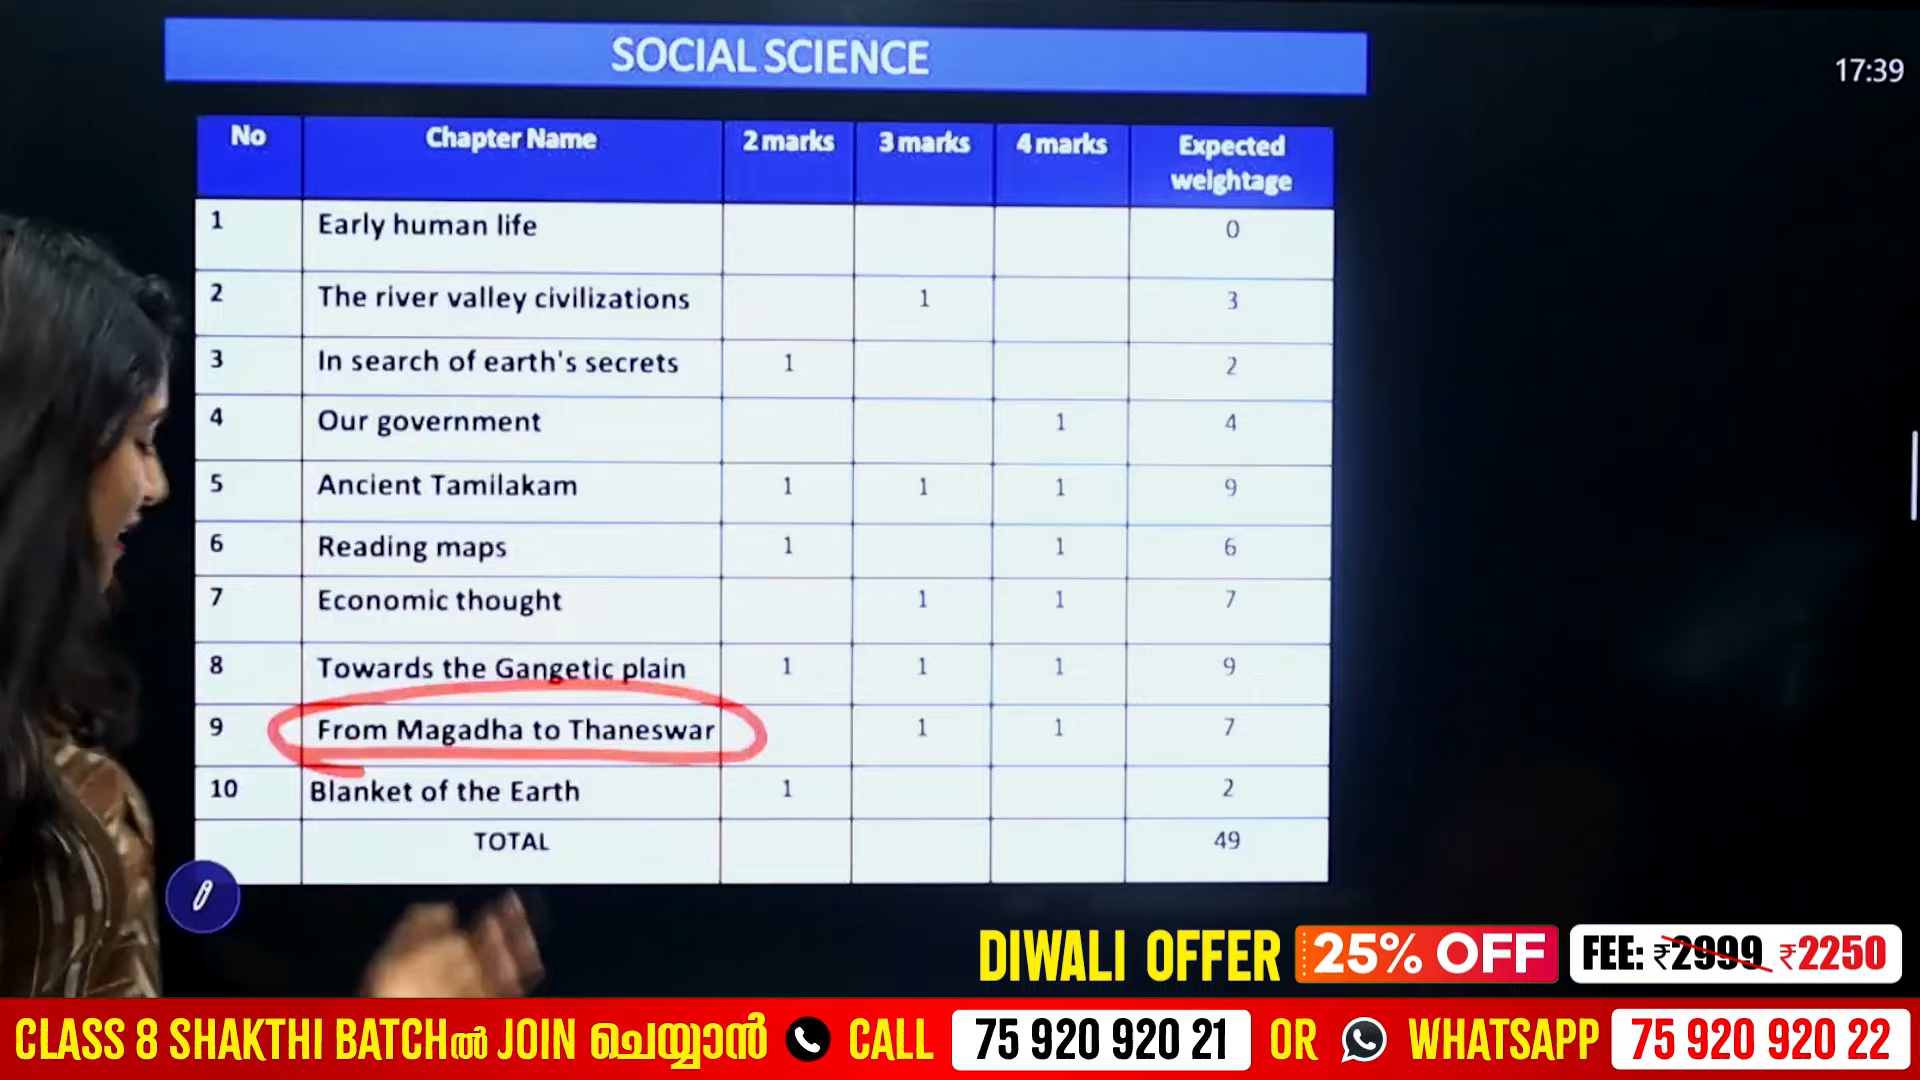 SOCIAL SCIENCE
17:39
No Chapter Name 2 marks 3 marks 4 marks Expected weightage
1 Early human life 0
2 The river valley civilizations 1 3
3 In search of earth's secrets 1 2
4 Our government 1 4
5 Ancient Tamilakam 1 1 1 9
6 Reading maps 1 1 6
7 Economic thought 1 1 7
8 Towards the Gangetic plain 1 1 1 9
9 From Magadha to Thaneswar 1 1 7
10 Blanket of the Earth 1 2
TOTAL 49
DIWALI OFFER 25% OFF FEE: ₹2999 ₹2250
CLASS 8 SHAKTHI BATCHൽ JOIN ചെയ്യാൻ CALL 75 920 920 21 OR WHATSAPP 75 920 920 22